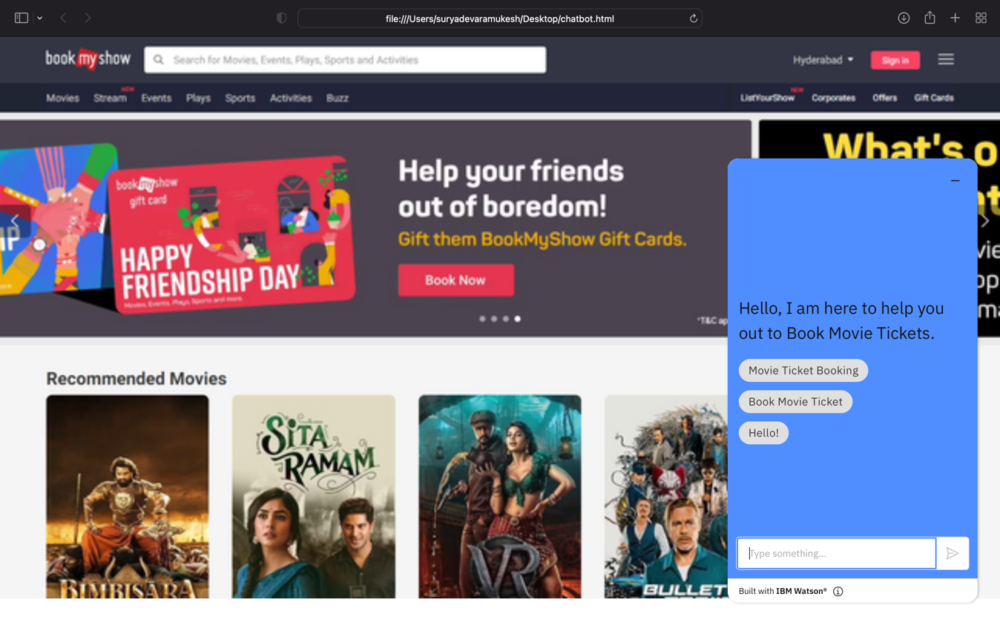 file:///Users/suryadevaramukesh/Desktop/chatbot.html
book my show
Search for Movies, Events, Plays, Sports and Activities
Hyderabad
Sign in
Movies
Stream
NEW
Events
Plays
Sports
Activities
Buzz
ListYourShow
NEW
Corporates
Offers
Gift Cards
IP
book my show
gift card
HAPPY
FRIENDSHIP DAY
Movies, Events, Plays, Sports and more.
Help your friends
out of boredom!
Gift them BookMyShow Gift Cards.
Book Now
*T&C ap
What's o
Hello, I am here to help you
out to Book Movie Tickets.
Movie Ticket Booking
Book Movie Ticket
Hello!
Type something...
Built with IBM Watson®
Recommended Movies
BIMBISARA
SITA
RAMAM
VR
BULLET